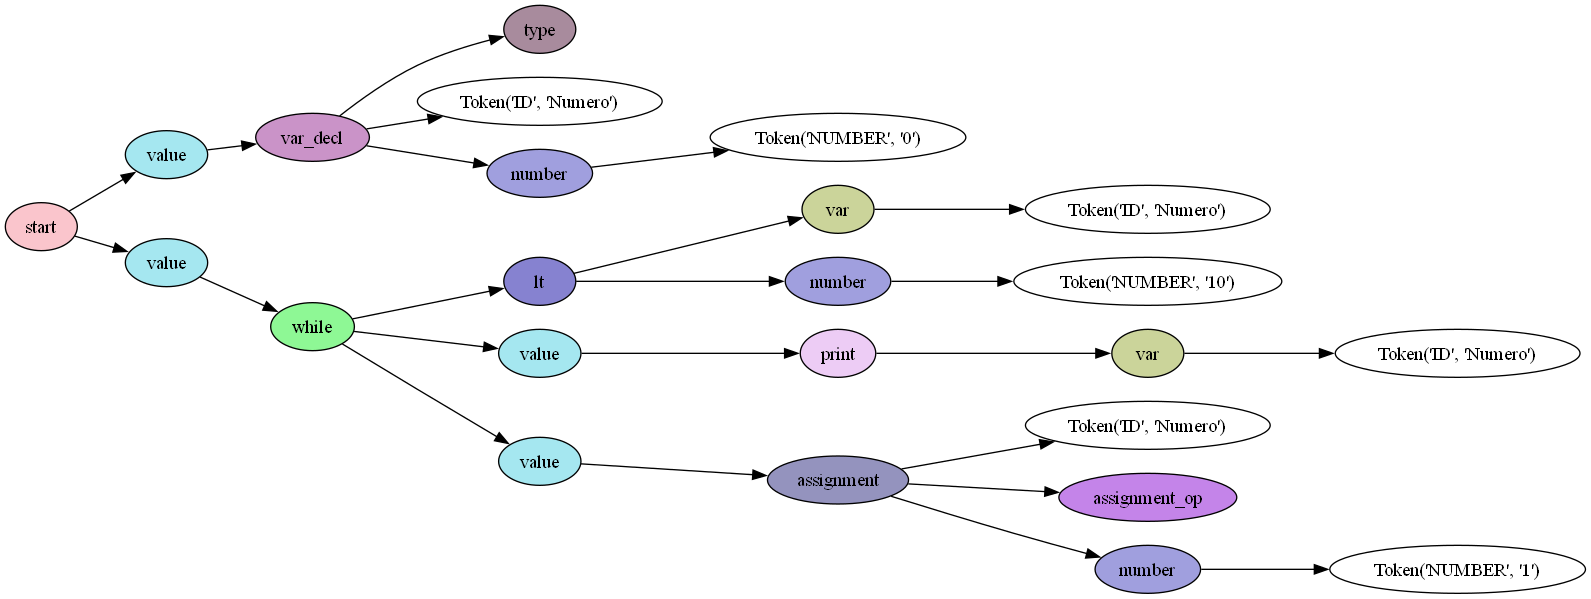 type
Token('ID', 'Numero')
value
var_decl
Token('NUMBER', '0')
number
start
var
Token('ID', 'Numero')
value
lt
number
Token('NUMBER', '10')
while
value
print
var
Token('ID', 'Numero')
Token('ID', 'Numero')
value
assignment
assignment_op
number
Token('NUMBER', '1')